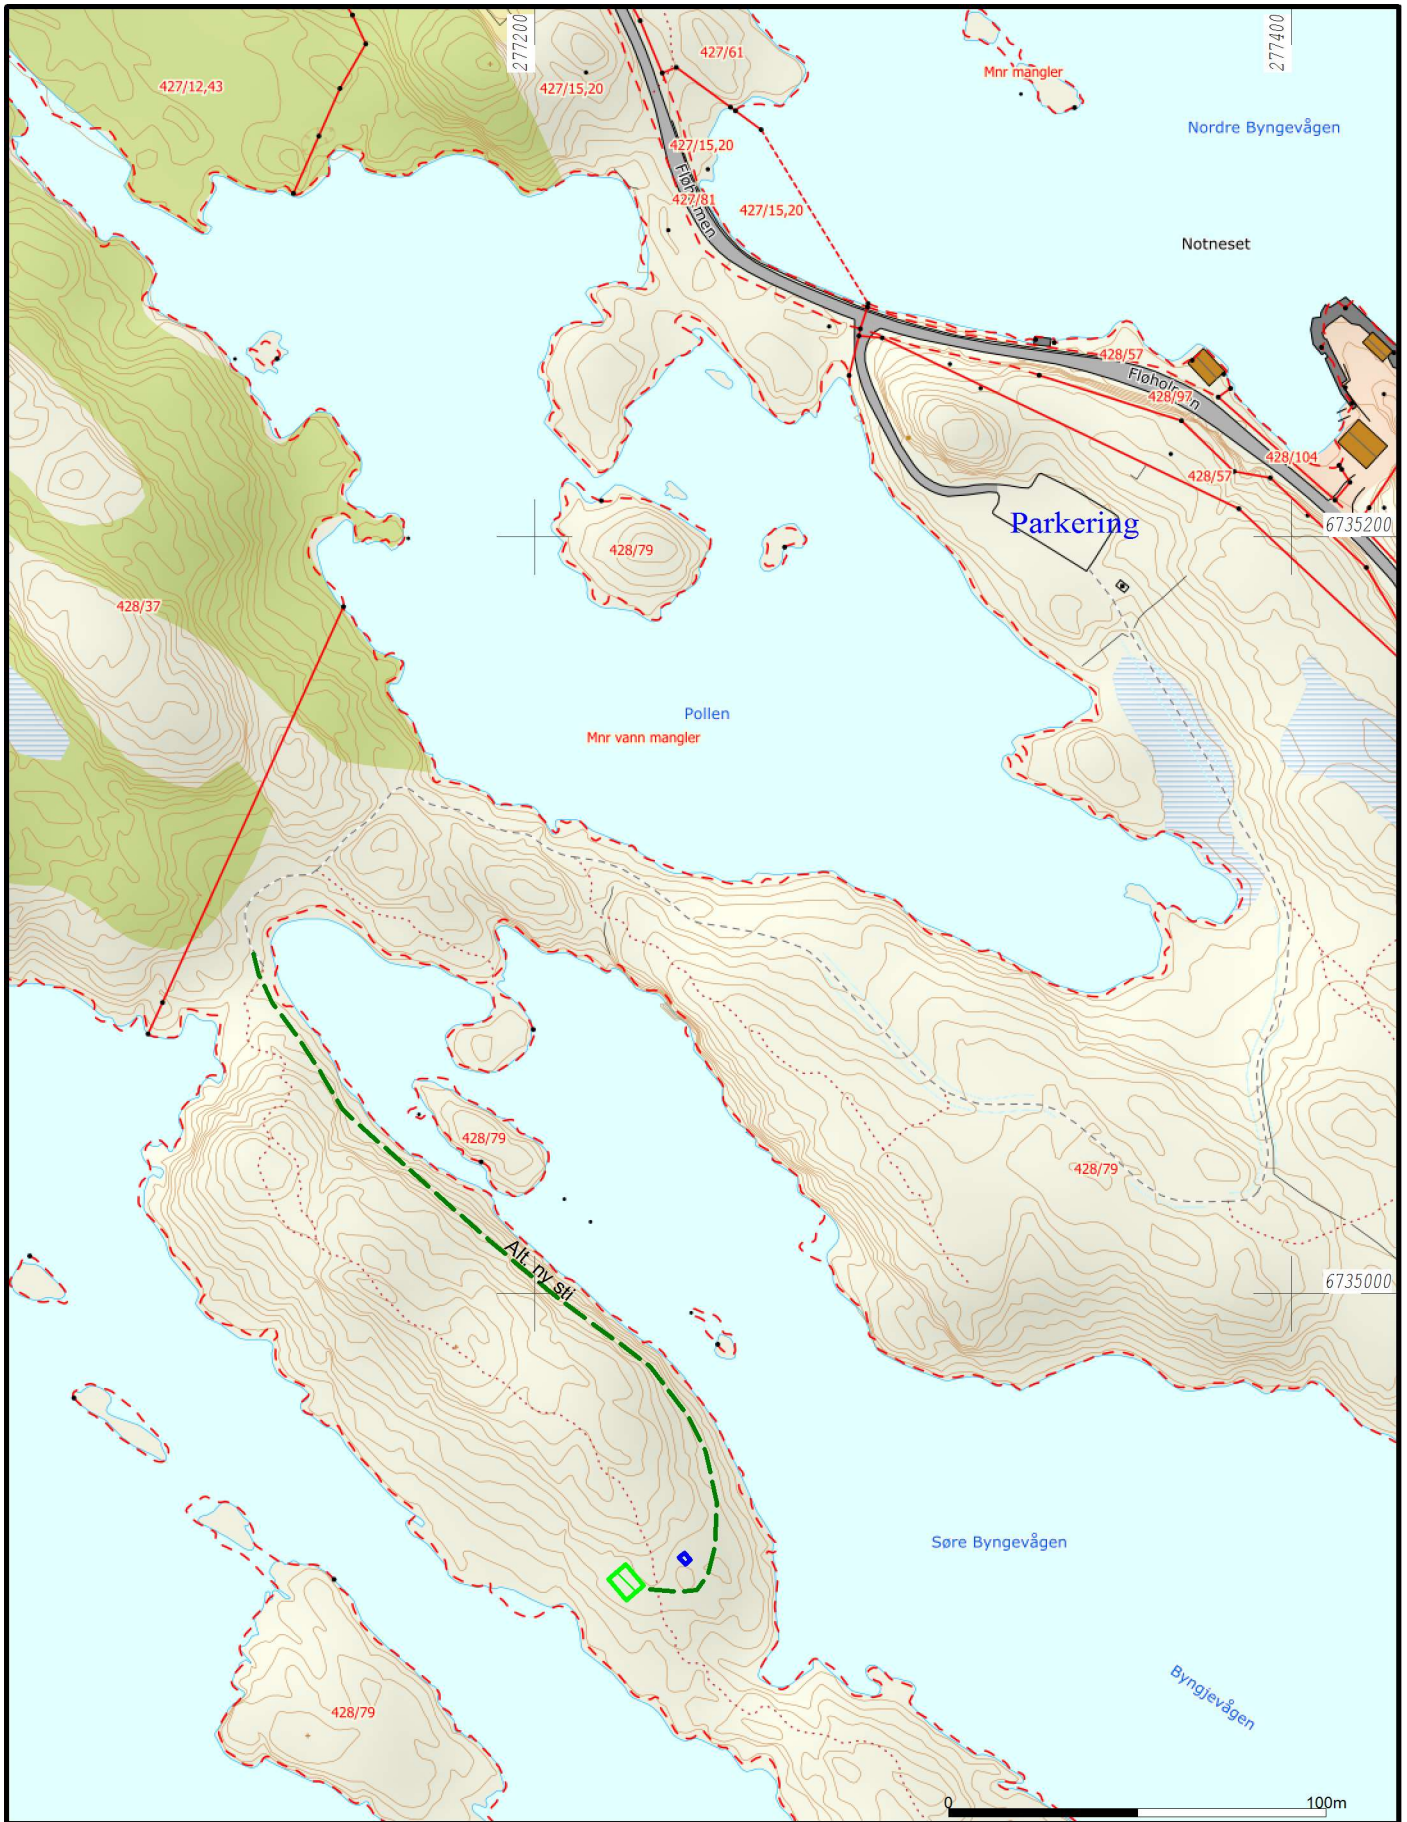 277200
277400
427/61
Mnr mangler
427/12,43
427/15,20
Nordre Byngevågen
427/15,20
427/81
427/15,20
Notneset
428/57
Fløholmen
428/97
428/104
428/57
Parkering
6735200
428/79
428/37
Pollen
Mnr vann mangler
428/79
428/79
Alt. ny sti
6735000
Søre Byngevågen
Byngjevågen
428/79
0 100m